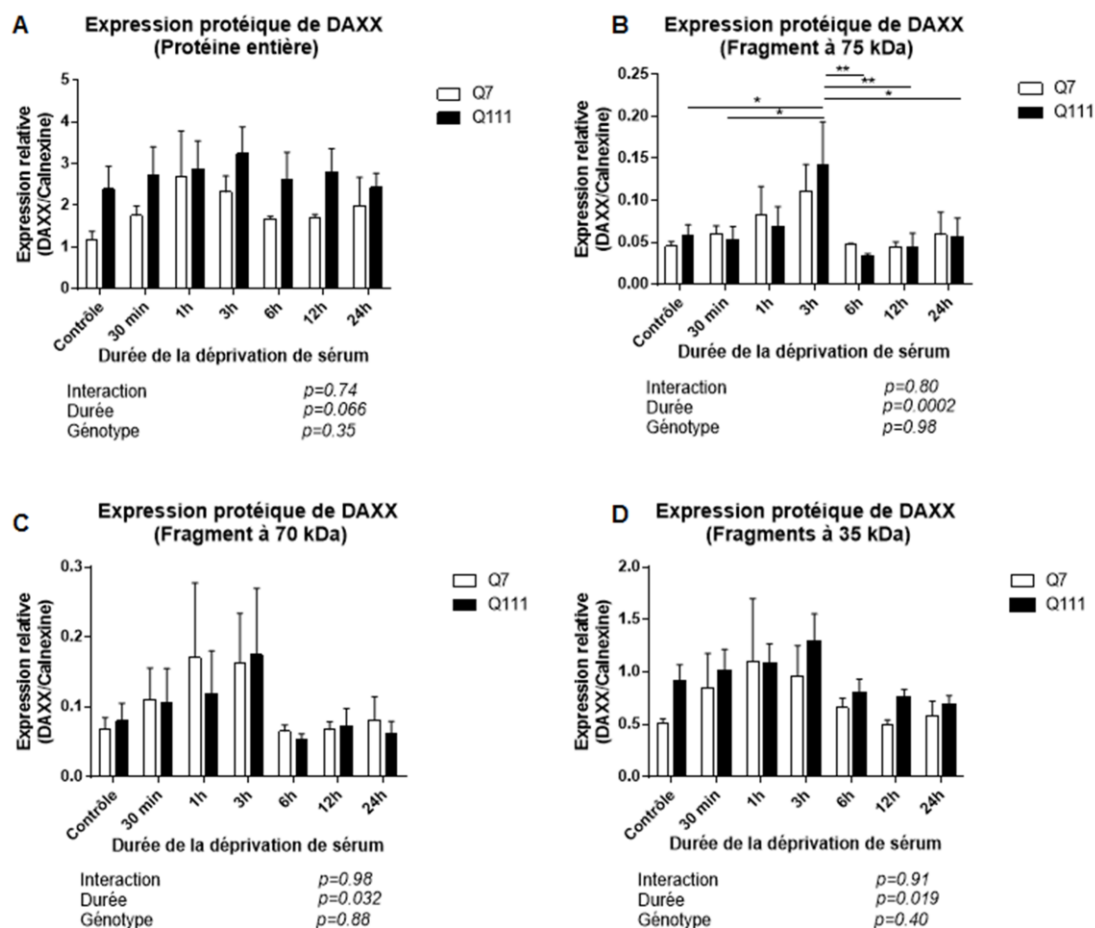 A
Expression protéique de DAXX
(Protéine entière)
Expression relative
(DAXX/Calnexine)
5
4
3
2
1
0
Q7
Q111
Contrôle
30 min
1h
3h
6h
12h
24h
Durée de la déprivation de sérum
Interaction p=0.74
Durée p=0.066
Génotype p=0.35
B
Expression protéique de DAXX
(Fragment à 75 kDa)
Expression relative
(DAXX/Calnexine)
0.25
0.20
0.15
0.10
0.05
0.00
**
**
*
*
*
Q7
Q111
Contrôle
30 min
1h
3h
6h
12h
24h
Durée de la déprivation de sérum
Interaction p=0.80
Durée p=0.0002
Génotype p=0.98
C
Expression protéique de DAXX
(Fragment à 70 kDa)
Expression relative
(DAXX/Calnexine)
0.3
0.2
0.1
0.0
Q7
Q111
Contrôle
30 min
1h
3h
6h
12h
24h
Durée de la déprivation de sérum
Interaction p=0.98
Durée p=0.032
Génotype p=0.88
D
Expression protéique de DAXX
(Fragments à 35 kDa)
Expression relative
(DAXX/Calnexine)
2.0
1.5
1.0
0.5
0.0
Q7
Q111
Contrôle
30 min
1h
3h
6h
12h
24h
Durée de la déprivation de sérum
Interaction p=0.91
Durée p=0.019
Génotype p=0.40